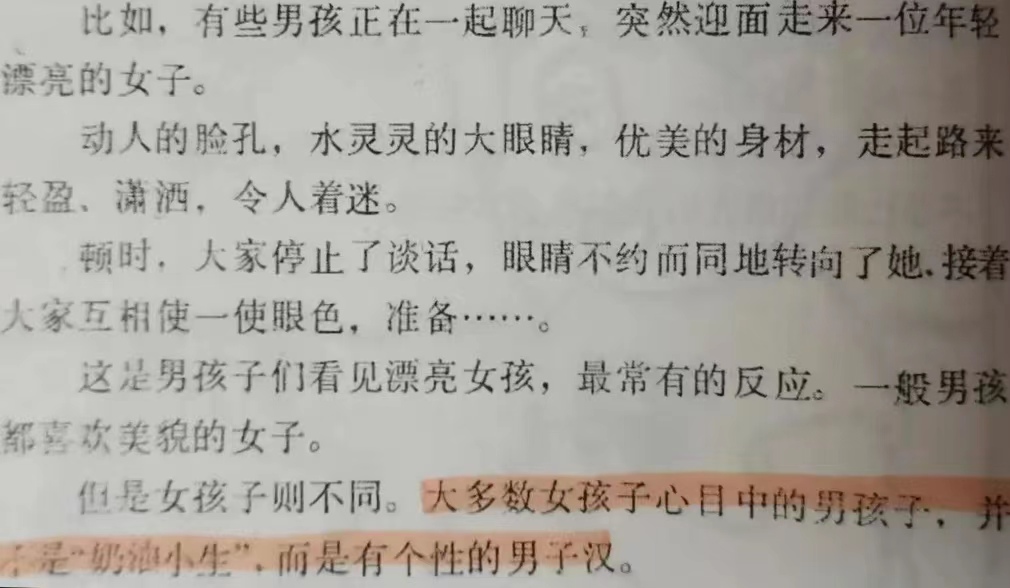 比如，有些男孩正在一起聊天，突然迎面走来一位年轻
漂亮的女子。
动人的脸孔，水灵灵的大眼睛，优美的身材，走起路来
轻盈、潇洒，令人着迷。
顿时，大家停止了谈话，眼睛不约而同地转向了她、接着
大家互相使一使眼色，准备……。
这是男孩子们看见漂亮女孩，最常有的反应。一般男孩
都喜欢美貌的女子。
但是女孩子则不同。大多数女孩子心目中的男孩子，并
不是“奶油小生”，而是有个性的男子汉。